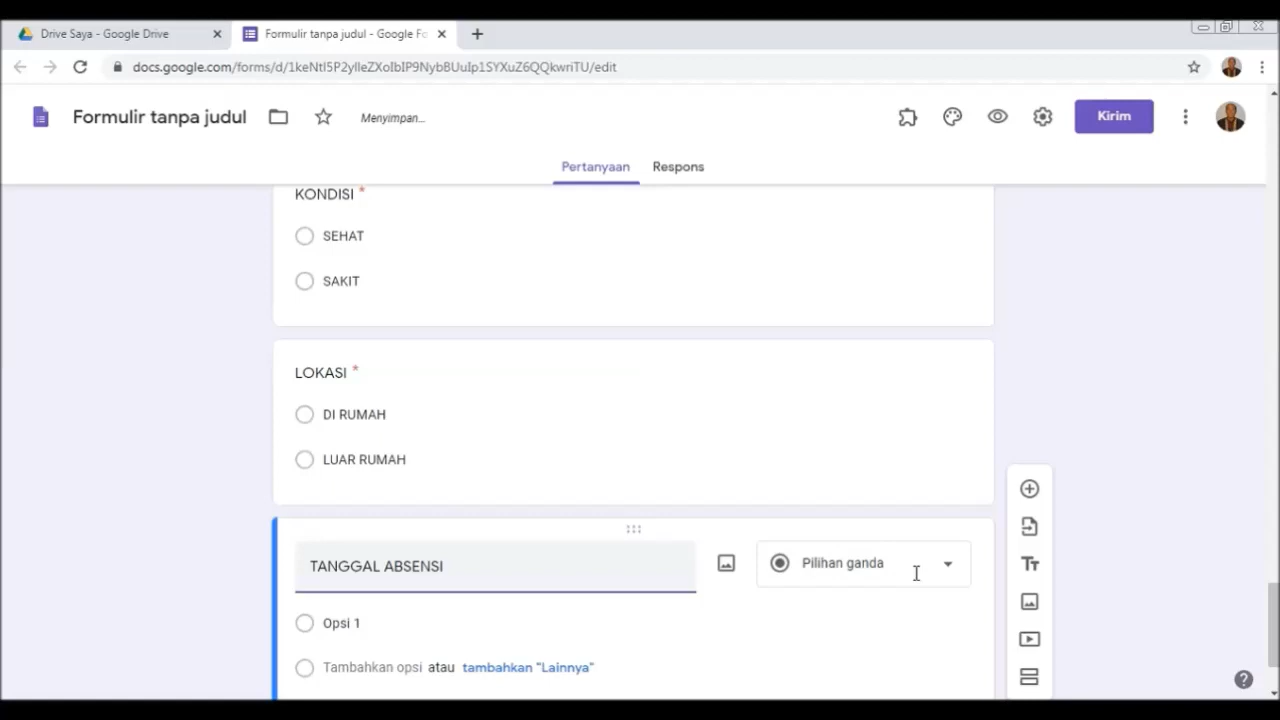 Drive Saya - Google Drive
Formulir tanpa judul - Google Fo
docs.google.com/forms/d/1keNtI5P2ylleZXoIbIP9NybBUuIp1SYXuZ6QQkwriTU/edit
Formulir tanpa judul
Menyimpan...
Kirim
Pertanyaan
Respons
KONDISI *
SEHAT
SAKIT
LOKASI *
DI RUMAH
LUAR RUMAH
TANGGAL ABSENSI
Pilihan ganda
Opsi 1
Tambahkan opsi atau tambahkan "Lainnya"